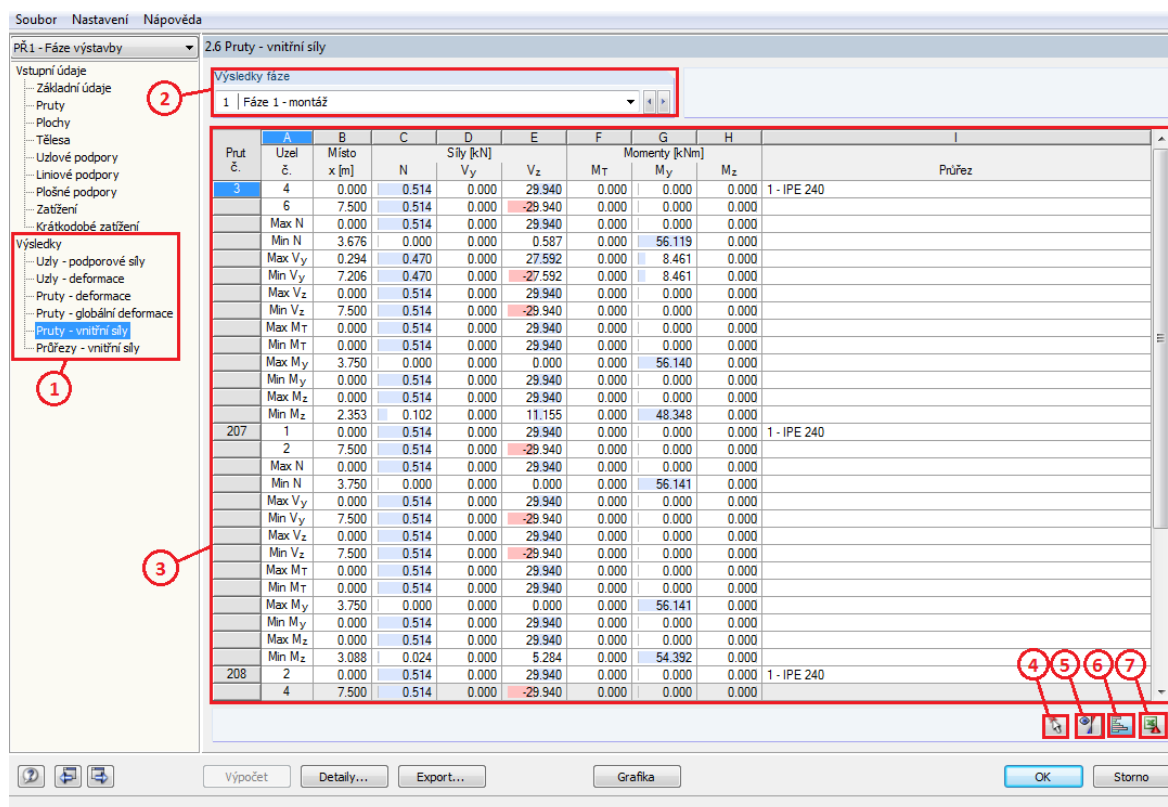 Soubor Nastavení Nápověda
PŘ1 - Fáze výstavby
2.6 Pruty - vnitřní síly
Vstupní údaje
Základní údaje
Pruty
Plochy
Tělesa
Uzlové podpory
Liniové podpory
Plošné podpory
Zatížení
Krátkodobé zatížení
Výsledky
Uzly - podporové síly
Uzly - deformace
Pruty - deformace
Pruty - globální deformace
Pruty - vnitřní síly
Průřezy - vnitřní síly
1
Výsledky fáze
1 Fáze 1 - montáž
2
A B C D E F G H I
Prut Uzel Místo Síly [kN] Momenty [kNm]
č. č. x [m] N Vy Vz MT My Mz Průřez
3 4 0.000 0.514 0.000 29.940 0.000 0.000 0.000 1 - IPE 240
6 7.500 0.514 0.000 -29.940 0.000 0.000 0.000
Max N 0.000 0.514 0.000 29.940 0.000 0.000 0.000
Min N 3.676 0.000 0.000 0.587 0.000 56.119 0.000
Max Vy 0.294 0.470 0.000 27.592 0.000 8.461 0.000
Min Vy 7.206 0.470 0.000 -27.592 0.000 8.461 0.000
Max Vz 0.000 0.514 0.000 29.940 0.000 0.000 0.000
Min Vz 7.500 0.514 0.000 -29.940 0.000 0.000 0.000
Max MT 0.000 0.514 0.000 29.940 0.000 0.000 0.000
Min MT 0.000 0.514 0.000 29.940 0.000 0.000 0.000
Max My 3.750 0.000 0.000 0.000 0.000 56.140 0.000
Min My 0.000 0.514 0.000 29.940 0.000 0.000 0.000
Max Mz 0.000 0.514 0.000 29.940 0.000 0.000 0.000
Min Mz 2.353 0.102 0.000 11.155 0.000 48.348 0.000
207 1 0.000 0.514 0.000 29.940 0.000 0.000 0.000 1 - IPE 240
2 7.500 0.514 0.000 -29.940 0.000 0.000 0.000
Max N 0.000 0.514 0.000 29.940 0.000 0.000 0.000
Min N 3.750 0.000 0.000 0.000 0.000 56.141 0.000
Max Vy 0.000 0.514 0.000 29.940 0.000 0.000 0.000
Min Vy 7.500 0.514 0.000 -29.940 0.000 0.000 0.000
Max Vz 0.000 0.514 0.000 29.940 0.000 0.000 0.000
Min Vz 7.500 0.514 0.000 -29.940 0.000 0.000 0.000
Max MT 0.000 0.514 0.000 29.940 0.000 0.000 0.000
Min MT 0.000 0.514 0.000 29.940 0.000 0.000 0.000
Max My 3.750 0.000 0.000 0.000 0.000 56.141 0.000
Min My 0.000 0.514 0.000 29.940 0.000 0.000 0.000
Max Mz 0.000 0.514 0.000 29.940 0.000 0.000 0.000
Min Mz 3.088 0.024 0.000 5.284 0.000 54.392 0.000
208 2 0.000 0.514 0.000 29.940 0.000 0.000 0.000 1 - IPE 240
4 7.500 0.514 0.000 -29.940 0.000 0.000 0.000
3
4 5 6 7
Výpočet Detaily... Export... Grafika OK Storno